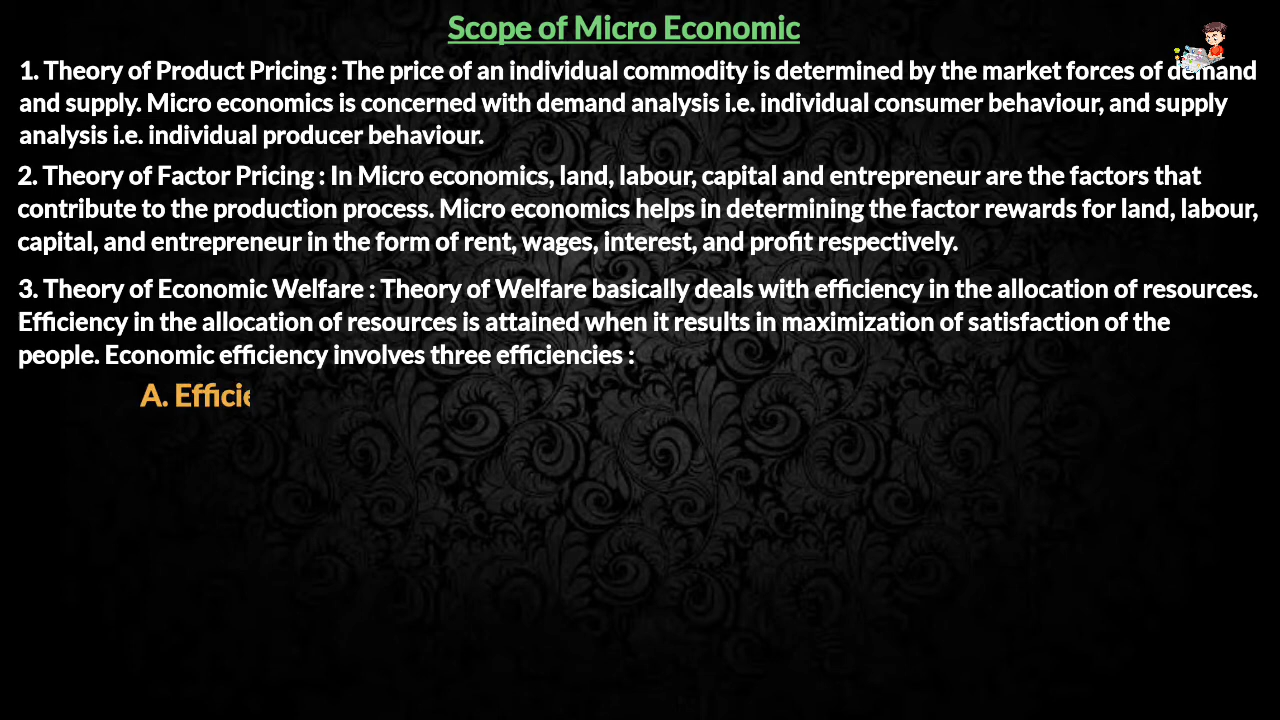 Scope of Micro Economic
1. Theory of Product Pricing : The price of an individual commodity is determined by the market forces of demand
and supply. Micro economics is concerned with demand analysis i.e. individual consumer behaviour, and supply
analysis i.e. individual producer behaviour.
2. Theory of Factor Pricing : In Micro economics, land, labour, capital and entrepreneur are the factors that
contribute to the production process. Micro economics helps in determining the factor rewards for land, labour,
capital, and entrepreneur in the form of rent, wages, interest, and profit respectively.
3. Theory of Economic Welfare : Theory of Welfare basically deals with efficiency in the allocation of resources.
Efficiency in the allocation of resources is attained when it results in maximization of satisfaction of the
people. Economic efficiency involves three efficiencies :
A. Efficie